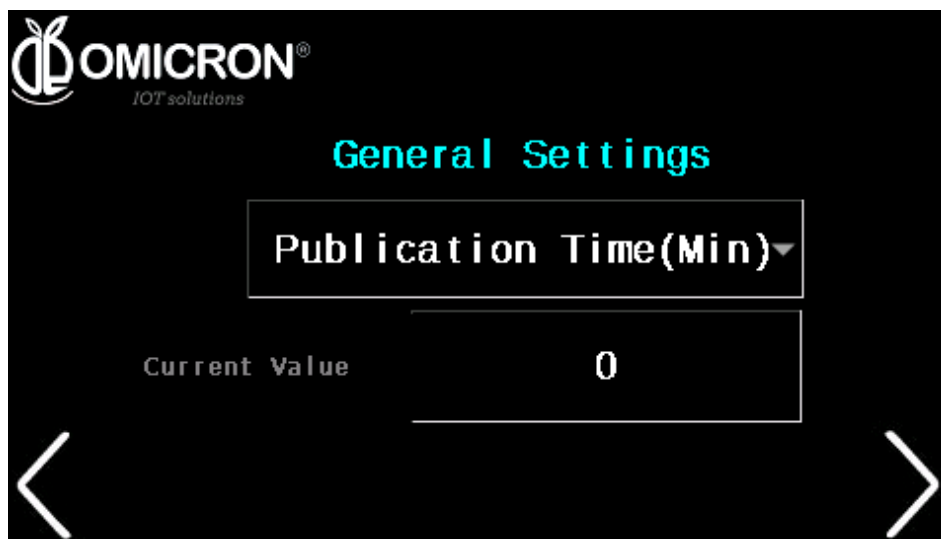 OMICRON®
IOT solutions
General Settings
Publication Time(Min)
Current Value 0